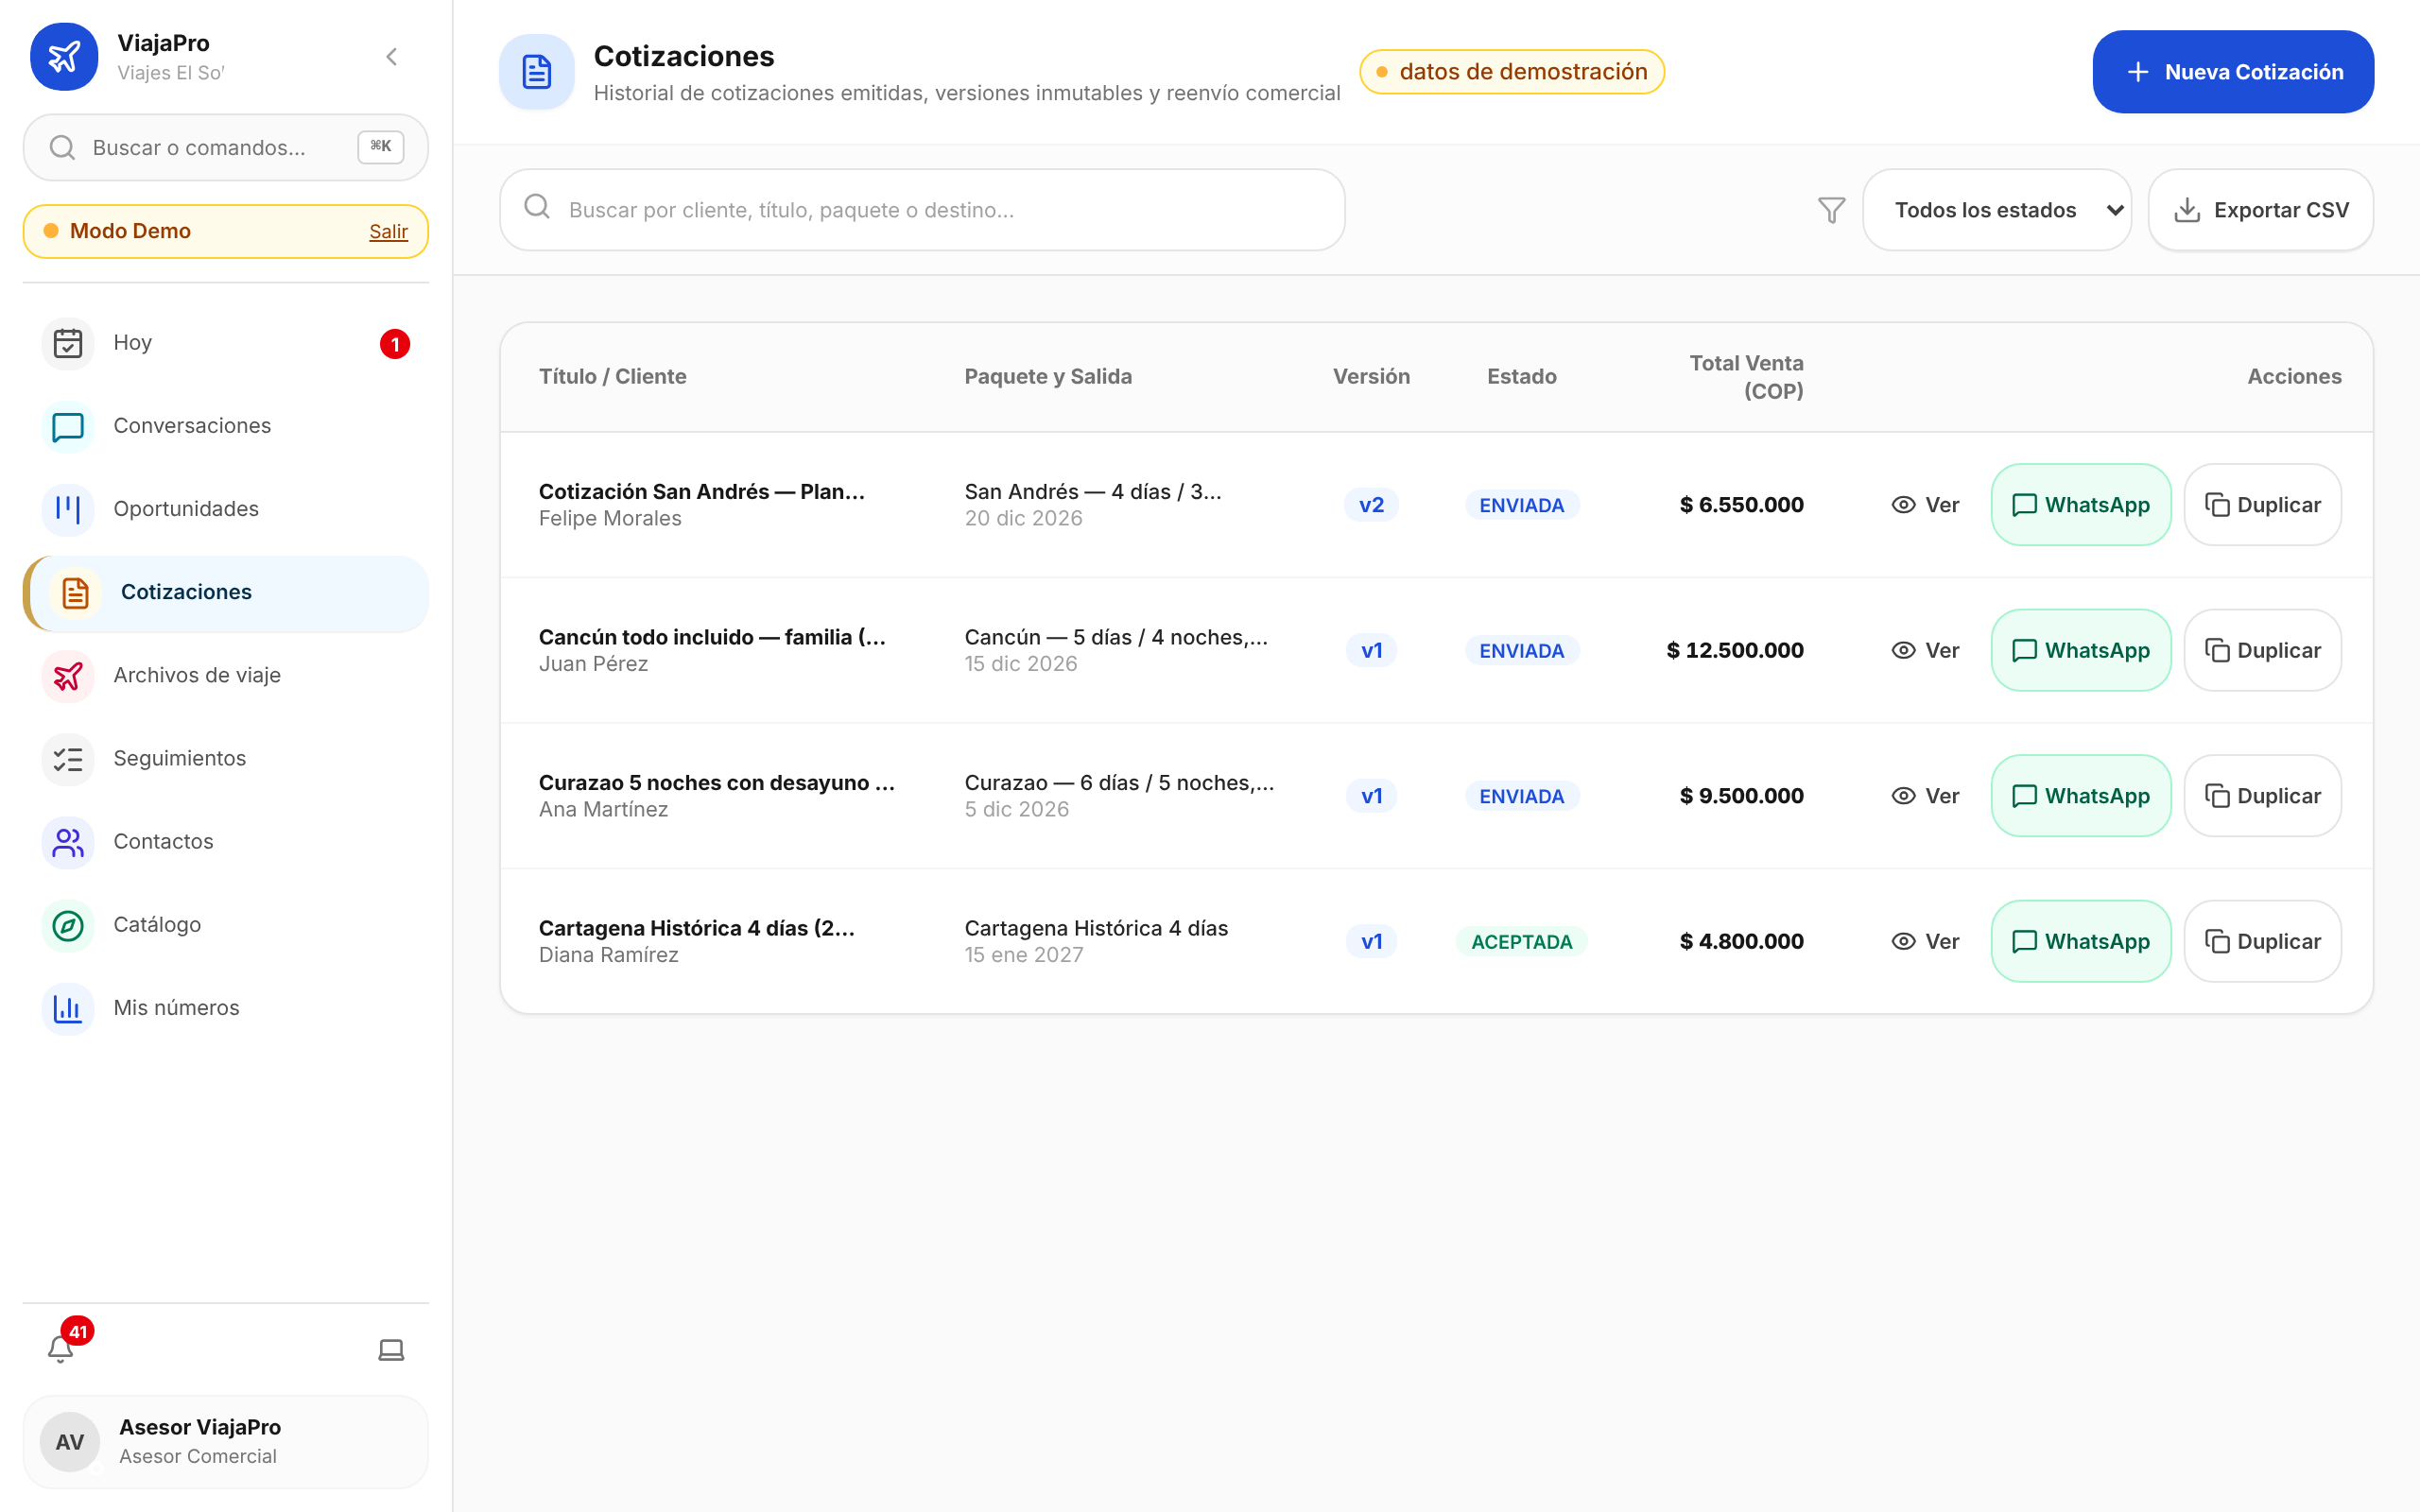 ViajaPro
Viajes El So
Buscar o comandos...
⌘K
Modo Demo
Salir
Hoy
1
Conversaciones
Oportunidades
Cotizaciones
Archivos de viaje
Seguimientos
Contactos
Catálogo
Mis números
41
AV
Asesor ViajaPro
Asesor Comercial
Cotizaciones
Historial de cotizaciones emitidas, versiones inmutables y reenvío comercial
datos de demostración
Nueva Cotización
Buscar por cliente, título, paquete o destino...
Todos los estados
Exportar CSV
Título / Cliente
Paquete y Salida
Versión
Estado
Total Venta
(COP)
Acciones
Cotización San Andrés — Plan...
Felipe Morales
San Andrés — 4 días / 3...
20 dic 2026
v2
ENVIADA
$ 6.550.000
Ver
WhatsApp
Duplicar
Cancún todo incluido — familia (...
Juan Pérez
Cancún — 5 días / 4 noches,...
15 dic 2026
v1
ENVIADA
$ 12.500.000
Ver
WhatsApp
Duplicar
Curazao 5 noches con desayuno ...
Ana Martínez
Curazao — 6 días / 5 noches,...
5 dic 2026
v1
ENVIADA
$ 9.500.000
Ver
WhatsApp
Duplicar
Cartagena Histórica 4 días (2...
Diana Ramírez
Cartagena Histórica 4 días
15 ene 2027
v1
ACEPTADA
$ 4.800.000
Ver
WhatsApp
Duplicar